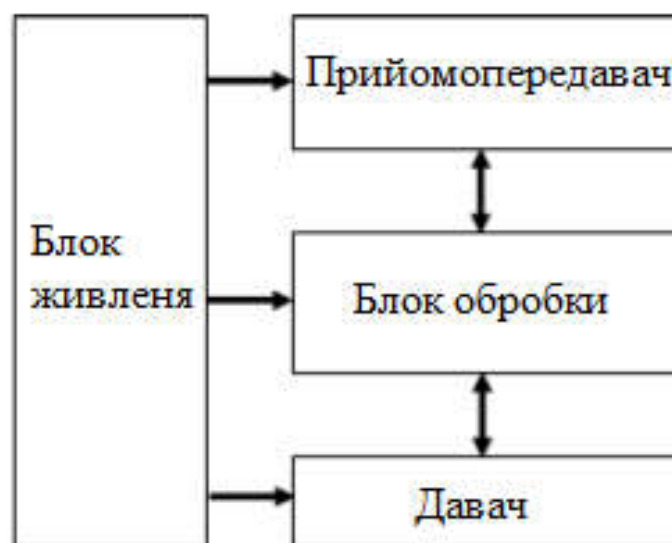 Прийомопередавач
Блок
живленя
Блок обробки
Давач